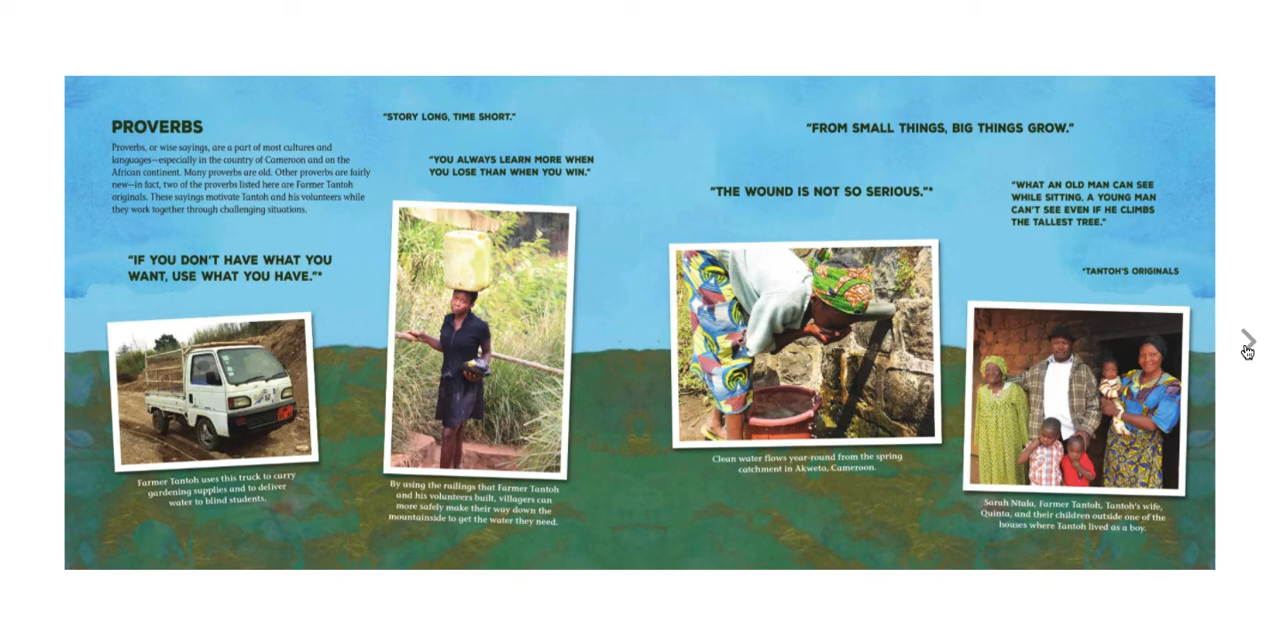 PROVERBS
Proverbs, or wise sayings, are a part of most cultures and
languages—especially in the country of Cameroon and on the
African continent. Many proverbs are old. Other proverbs are fairly
new—in fact, two of the proverbs listed here are Farmer Tantoh
originals. These sayings motivate Tantoh and his volunteers while
they work together through challenging situations.
"IF YOU DON'T HAVE WHAT YOU
WANT, USE WHAT YOU HAVE."*
Farmer Tantoh uses this truck to carry
gardening supplies and to deliver
water to blind students.
"STORY LONG, TIME SHORT."
"YOU ALWAYS LEARN MORE WHEN
YOU LOSE THAN WHEN YOU WIN."
By using the railings that Farmer Tantoh
and his volunteers built, villagers can
more safely make their way down the
mountainside to get the water they need.
"FROM SMALL THINGS, BIG THINGS GROW."
"THE WOUND IS NOT SO SERIOUS."*
Clean water flows year-round from the spring
catchment in Akweto, Cameroon.
"WHAT AN OLD MAN CAN SEE
WHILE SITTING, A YOUNG MAN
CAN'T SEE EVEN IF HE CLIMBS
THE TALLEST TREE."
*TANTOH'S ORIGINALS
Sarah Ntala, Farmer Tantoh, Tantoh's wife,
Quinta, and their children outside one of the
houses where Tantoh lived as a boy.